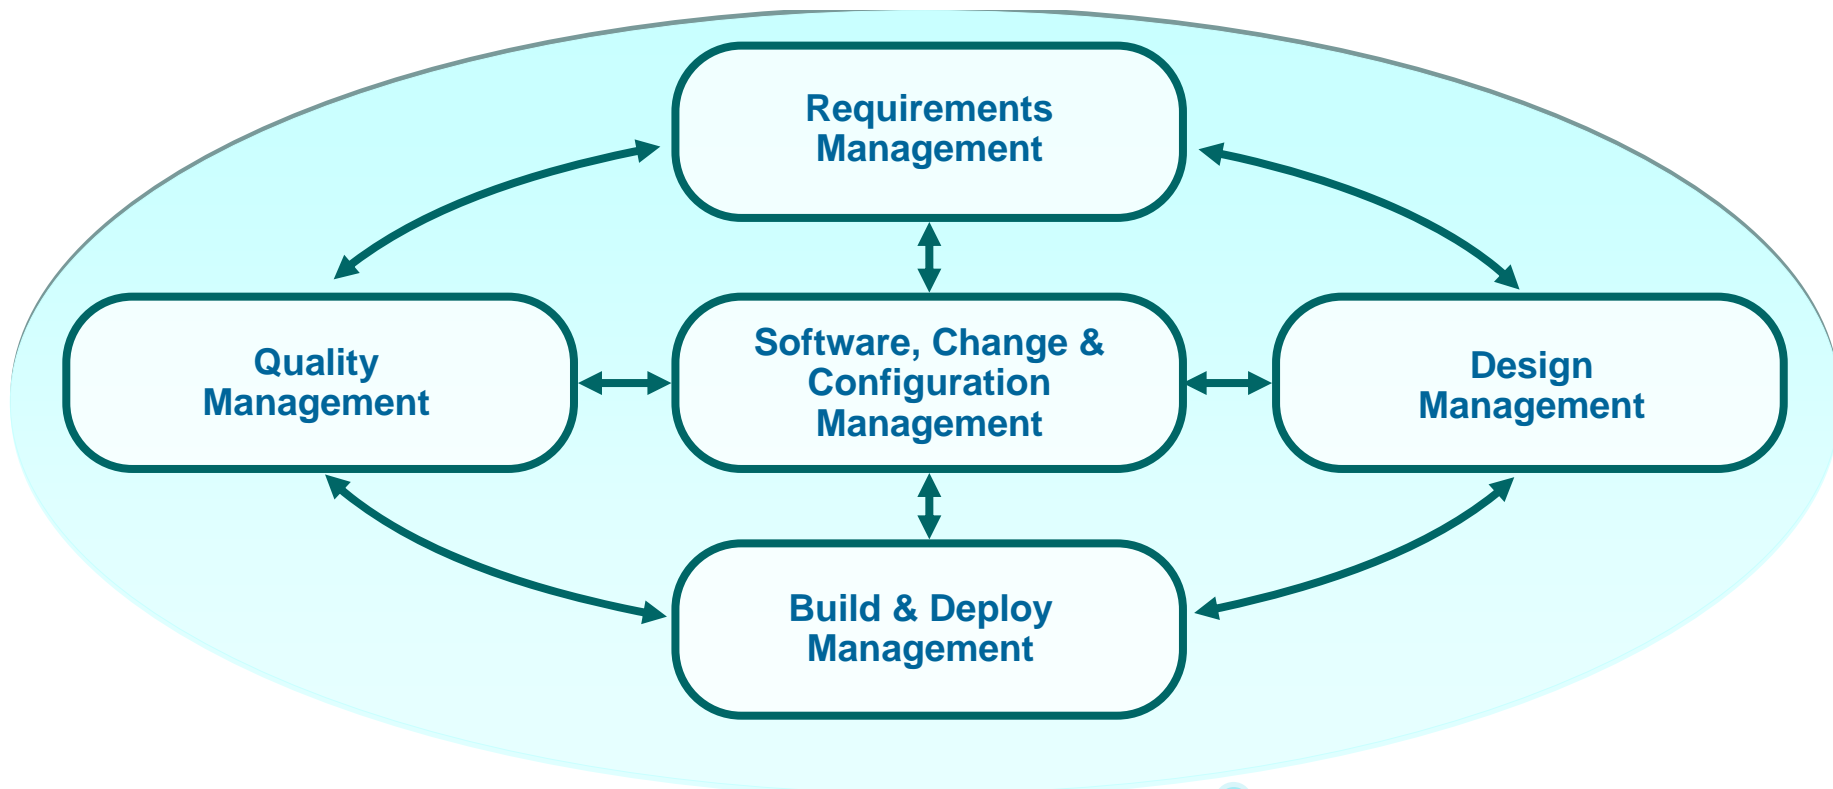 Requirements
Management
Quality
Management
Software, Change &
Configuration
Management
Design
Management
Build & Deploy
Management